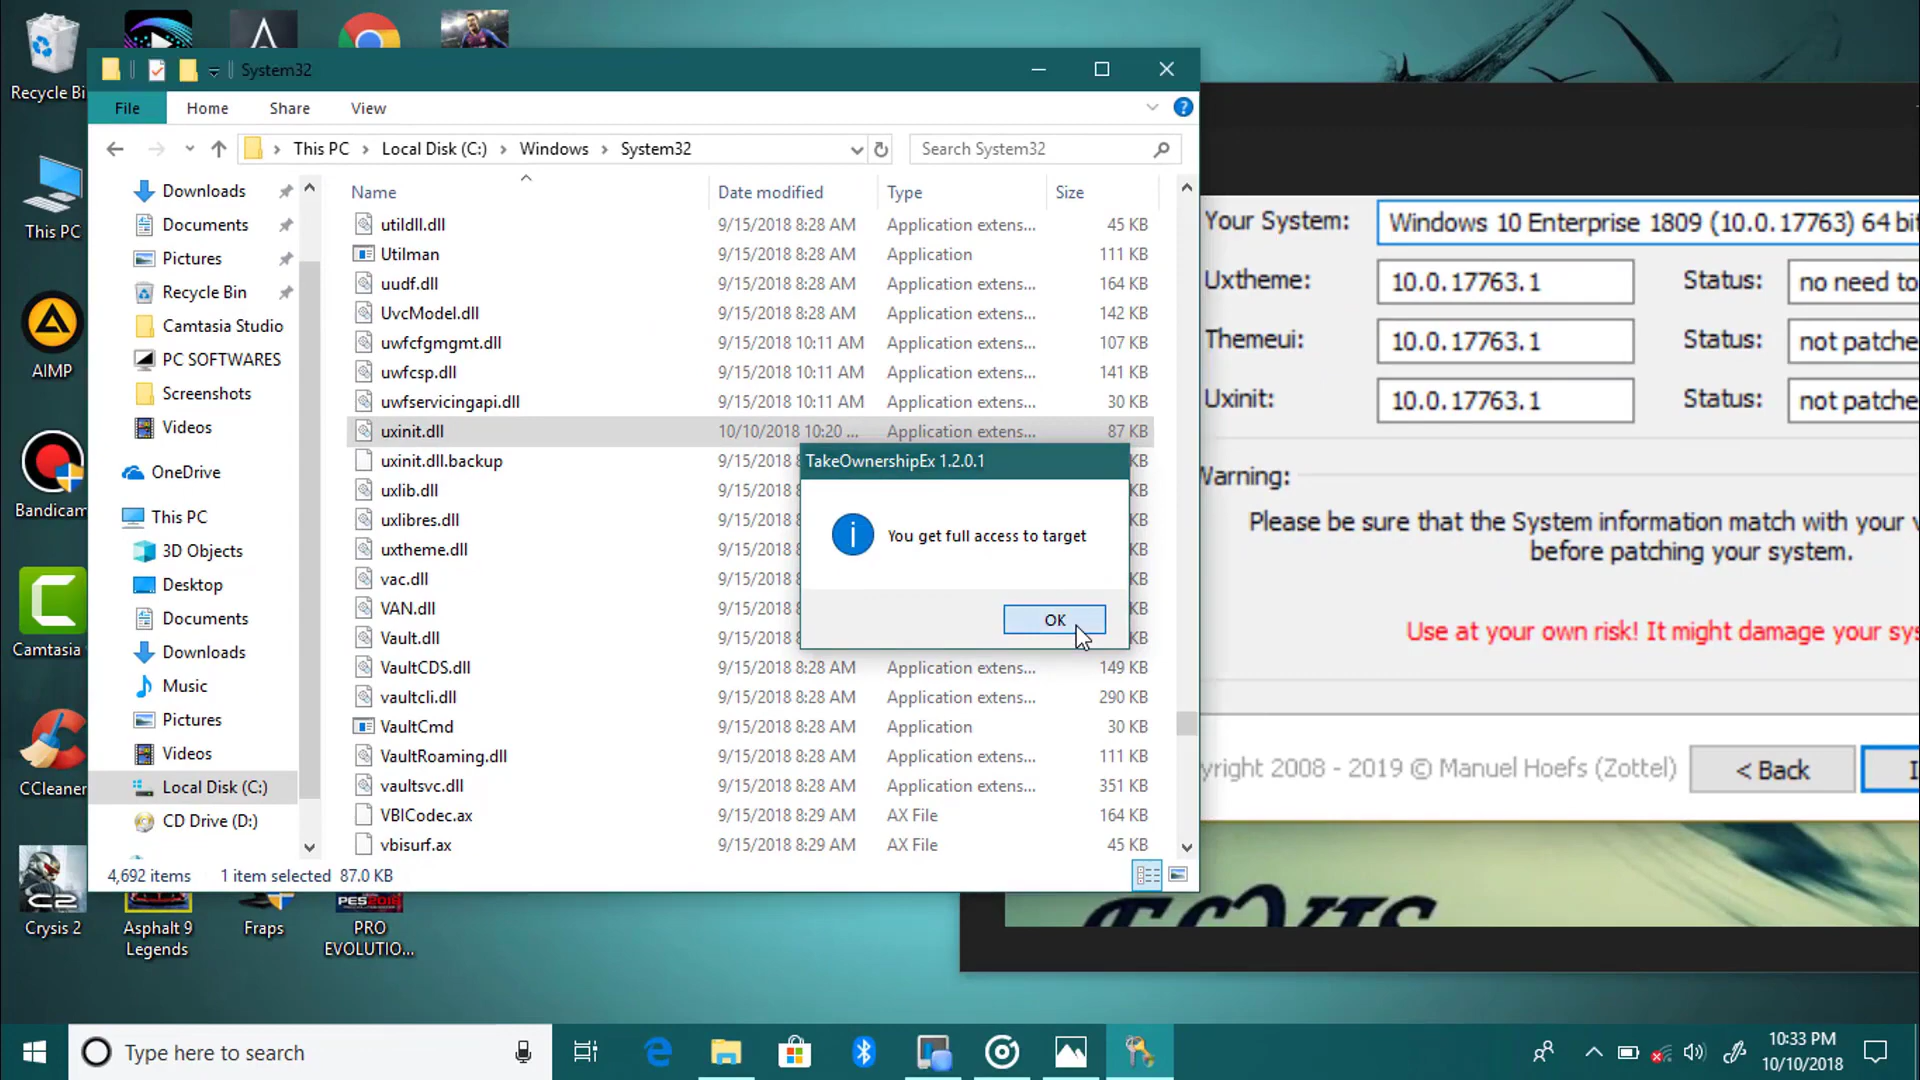 Recycle Bi
This PC
AIMP
Bandicam
Camtasia
CCleaner
Crysis 2
Asphalt 9
Legends
Fraps
PES2018
PRO
EVOLUTIO...
System32
File
Home
Share
View
This PC
Local Disk (C:)
Windows
System32
Search System32
Downloads
Documents
Pictures
Recycle Bin
Camtasia Studio
PC SOFTWARES
Screenshots
Videos
OneDrive
This PC
3D Objects
Desktop
Documents
Downloads
Music
Pictures
Videos
Local Disk (C:)
CD Drive (D:)
Name Date modified Type Size
utildll.dll 9/15/2018 8:28 AM Application extens... 45 KB
Utilman 9/15/2018 8:28 AM Application 111 KB
uudf.dll 9/15/2018 8:28 AM Application extens... 164 KB
UvcModel.dll 9/15/2018 8:28 AM Application extens... 142 KB
uwfcfgmgmt.dll 9/15/2018 10:11 AM Application extens... 107 KB
uwfcsp.dll 9/15/2018 10:11 AM Application extens... 141 KB
uwfservicingapi.dll 9/15/2018 10:11 AM Application extens... 30 KB
uxinit.dll 10/10/2018 10:20 ... Application extens... 87 KB
uxinit.dll.backup 9/15/2018 8 KB
uxlib.dll 9/15/2018 8 KB
uxlibres.dll 9/15/2018 8 KB
uxtheme.dll 9/15/2018 8 KB
vac.dll 9/15/2018 8 KB
VAN.dll 9/15/2018 8 KB
Vault.dll 9/15/2018 8 KB
VaultCDS.dll 9/15/2018 8:28 AM Application extens... 149 KB
vaultcli.dll 9/15/2018 8:28 AM Application extens... 290 KB
VaultCmd 9/15/2018 8:28 AM Application 30 KB
VaultRoaming.dll 9/15/2018 8:28 AM Application extens... 111 KB
vaultsvc.dll 9/15/2018 8:28 AM Application extens... 351 KB
VBICodec.ax 9/15/2018 8:29 AM AX File 164 KB
vbisurf.ax 9/15/2018 8:29 AM AX File 45 KB
4,692 items 1 item selected 87.0 KB
TakeOwnershipEx 1.2.0.1
You get full access to target
OK
Your System: Windows 10 Enterprise 1809 (10.0.17763) 64 bit
Uxtheme: 10.0.17763.1 Status: no need to
Themeui: 10.0.17763.1 Status: not patche
Uxinit: 10.0.17763.1 Status: not patche
Warning:
Please be sure that the System information match with your v
before patching your system.
Use at your own risk! It might damage your sys
yright 2008 - 2019 © Manuel Hoefs (Zottel)
< Back
I
Type here to search
10:33 PM
10/10/2018